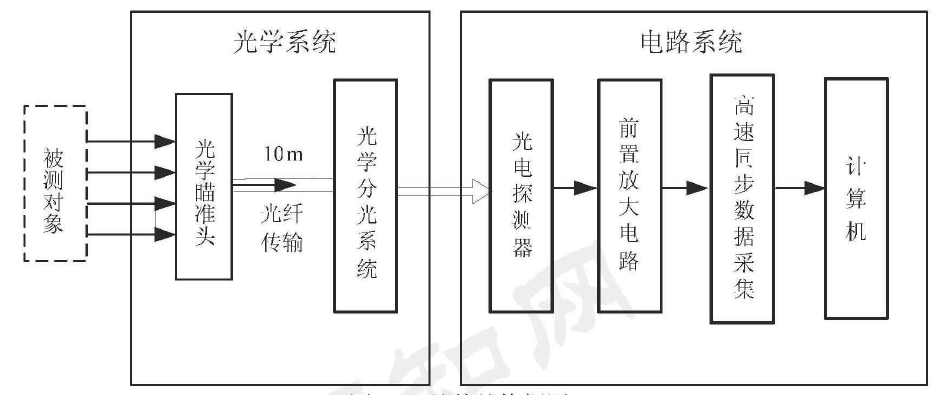 光学系统
电路系统
被测对象
光学瞄准头
10m
光纤
传输
光学分光系统
光电探测器
前置放大电路
高速同步数据采集
计算机
知网